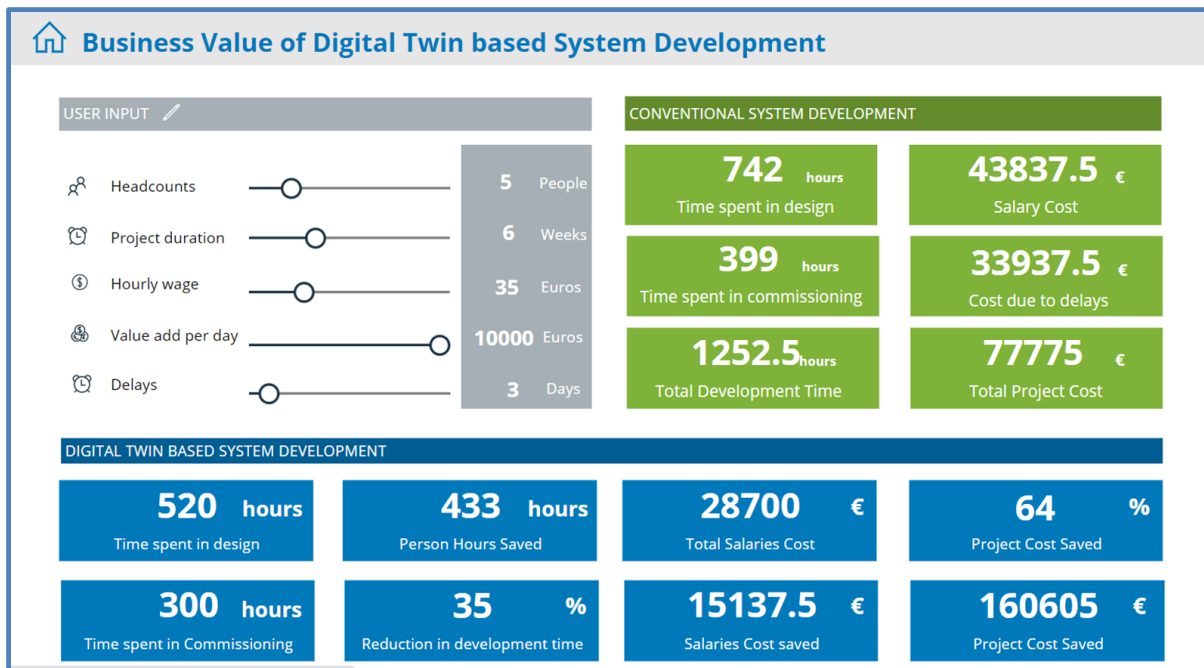 Business Value of Digital Twin based System Development
USER INPUT
Headcounts 5 People
Project duration 6 Weeks
Hourly wage 35 Euros
Value add per day 10000 Euros
Delays 3 Days
CONVENTIONAL SYSTEM DEVELOPMENT
742 hours
Time spent in design
43837.5 €
Salary Cost
399 hours
Time spent in commissioning
33937.5 €
Cost due to delays
1252.5 hours
Total Development Time
77775 €
Total Project Cost
DIGITAL TWIN BASED SYSTEM DEVELOPMENT
520 hours
Time spent in design
433 hours
Person Hours Saved
28700 €
Total Salaries Cost
64 %
Project Cost Saved
300 hours
Time spent in Commissioning
35 %
Reduction in development time
15137.5 €
Salaries Cost saved
160605 €
Project Cost Saved